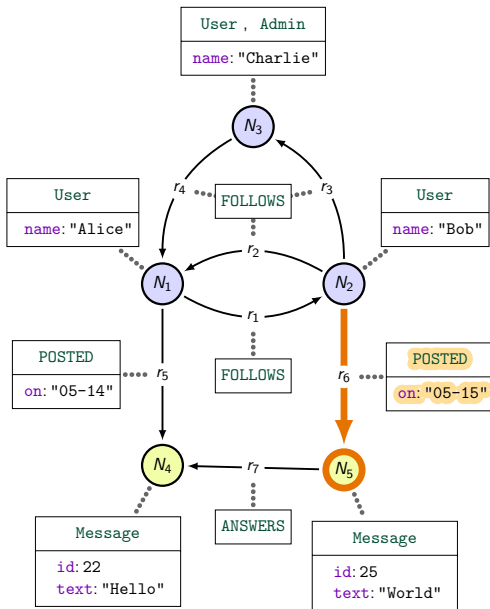 User , Admin
name: "Charlie"
N3
r4
r3
FOLLOWS
User
name: "Alice"
User
name: "Bob"
r2
N1
N2
r1
POSTED
on: "05-14"
r5
FOLLOWS
r6
POSTED
on: "05-15"
N4
r7
N5
ANSWERS
Message
id: 22
text: "Hello"
Message
id: 25
text: "World"